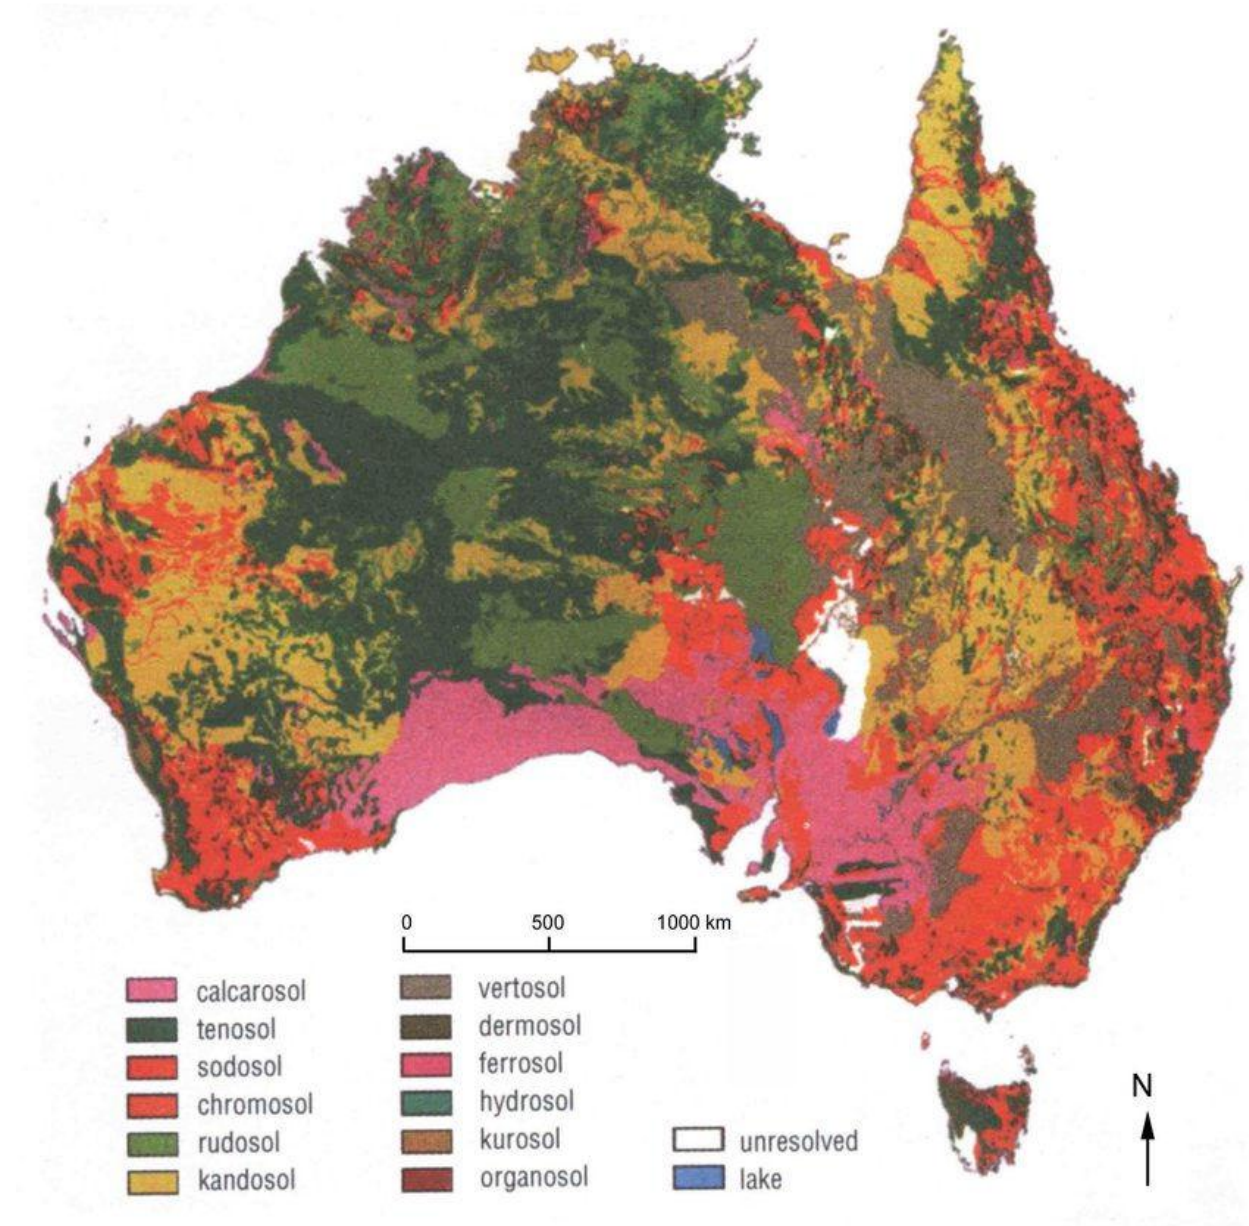 0 500 1000 km
calcarosol
tenosol
sodosol
chromosol
rudosol
kandosol
vertosol
dermosol
ferrosol
hydrosol
kurosol
organosol
unresolved
lake
N